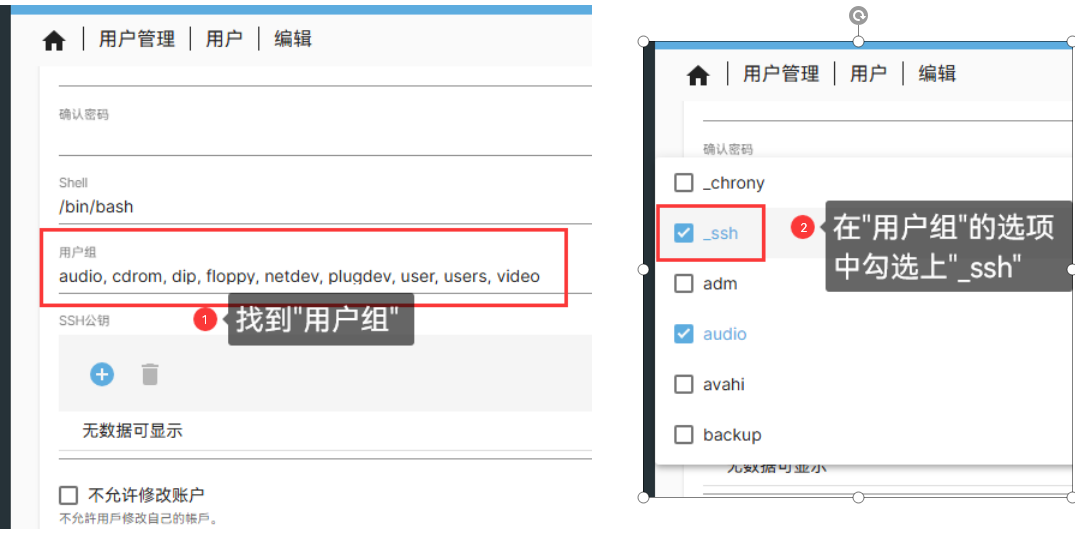 用户管理 | 用户 | 编辑
确认密码
Shell
/bin/bash
用户组
audio, cdrom, dip, floppy, netdev, plugdev, user, users, video
SSH公钥
1 找到"用户组"
无数据可显示
不允许修改账户
不允許用戶修改自己的帳戶。
用户管理 | 用户 | 编辑
确认密码
_chrony
_ssh
2 在"用户组"的选项
中勾选上"_ssh"
adm
audio
avahi
backup
无数据可显示